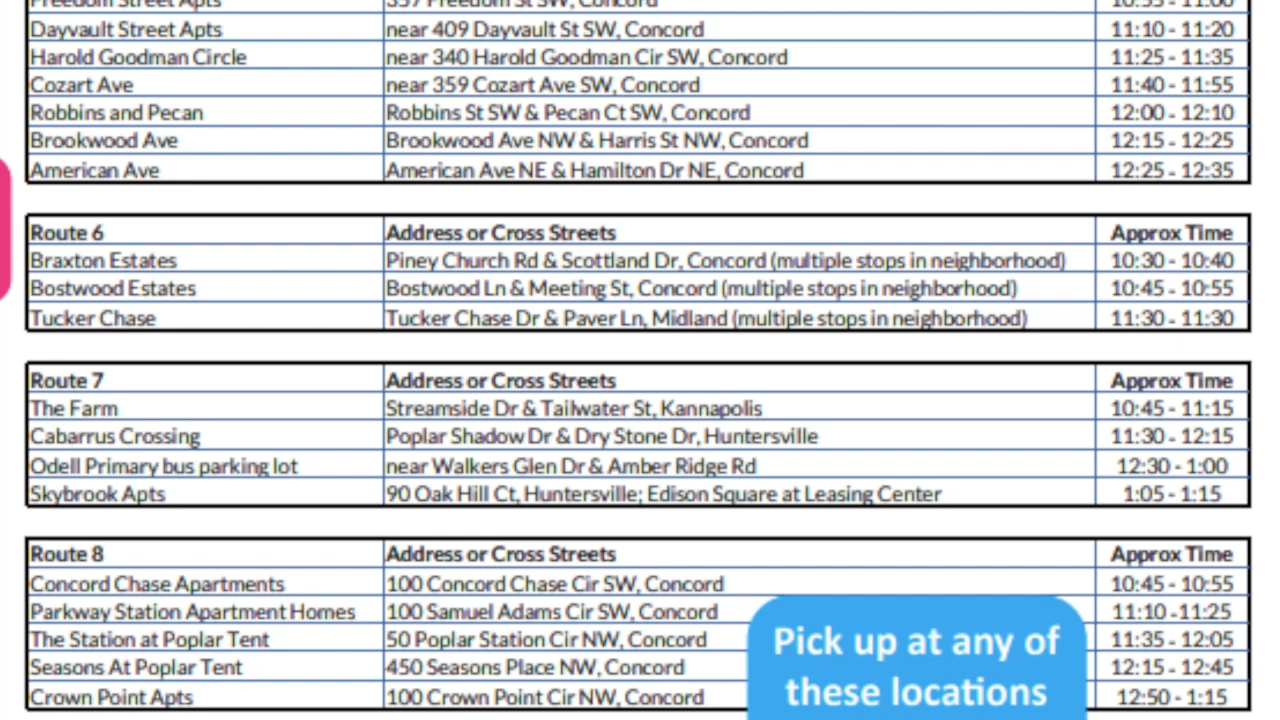 Freedom Street Apts 357 Freedom St SW, Concord 10:55 - 11:00
Dayvault Street Apts near 409 Dayvault St SW, Concord 11:10 - 11:20
Harold Goodman Circle near 340 Harold Goodman Cir SW, Concord 11:25 - 11:35
Cozart Ave near 359 Cozart Ave SW, Concord 11:40 - 11:55
Robbins and Pecan Robbins St SW & Pecan Ct SW, Concord 12:00 - 12:10
Brookwood Ave Brookwood Ave NW & Harris St NW, Concord 12:15 - 12:25
American Ave American Ave NE & Hamilton Dr NE, Concord 12:25 - 12:35
Route 6 Address or Cross Streets Approx Time
Braxton Estates Piney Church Rd & Scottland Dr, Concord (multiple stops in neighborhood) 10:30 - 10:40
Bostwood Estates Bostwood Ln & Meeting St, Concord (multiple stops in neighborhood) 10:45 - 10:55
Tucker Chase Tucker Chase Dr & Paver Ln, Midland (multiple stops in neighborhood) 11:30 - 11:30
Route 7 Address or Cross Streets Approx Time
The Farm Streamside Dr & Tailwater St, Kannapolis 10:45 - 11:15
Cabarrus Crossing Poplar Shadow Dr & Dry Stone Dr, Huntersville 11:30 - 12:15
Odell Primary bus parking lot near Walkers Glen Dr & Amber Ridge Rd 12:30 - 1:00
Skybrook Apts 90 Oak Hill Ct, Huntersville; Edison Square at Leasing Center 1:05 - 1:15
Route 8 Address or Cross Streets Approx Time
Concord Chase Apartments 100 Concord Chase Cir SW, Concord 10:45 - 10:55
Parkway Station Apartment Homes 100 Samuel Adams Cir SW, Concord 11:10 -11:25
The Station at Poplar Tent 50 Poplar Station Cir NW, Concord 11:35 - 12:05
Seasons At Poplar Tent 450 Seasons Place NW, Concord 12:15 - 12:45
Crown Point Apts 100 Crown Point Cir NW, Concord 12:50 - 1:15
Pick up at any of
these locations